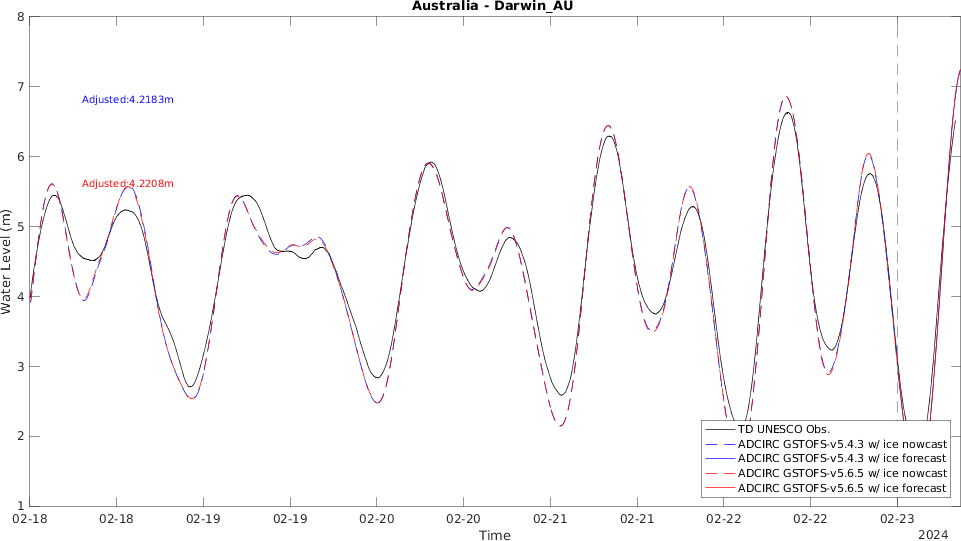 Australia - Darwin_AU
8
7
6
5
4
3
2
1
Water Level (m)
Adjusted:4.2183m
Adjusted:4.2208m
TD UNESCO Obs.
ADCIRC GSTOFS-v5.4.3 w/ ice nowcast
ADCIRC GSTOFS-v5.4.3 w/ ice forecast
ADCIRC GSTOFS-v5.6.5 w/ ice nowcast
ADCIRC GSTOFS-v5.6.5 w/ ice forecast
02-18 02-18 02-19 02-19 02-20 02-20 02-21 02-21 02-22 02-22 02-23
Time
2024